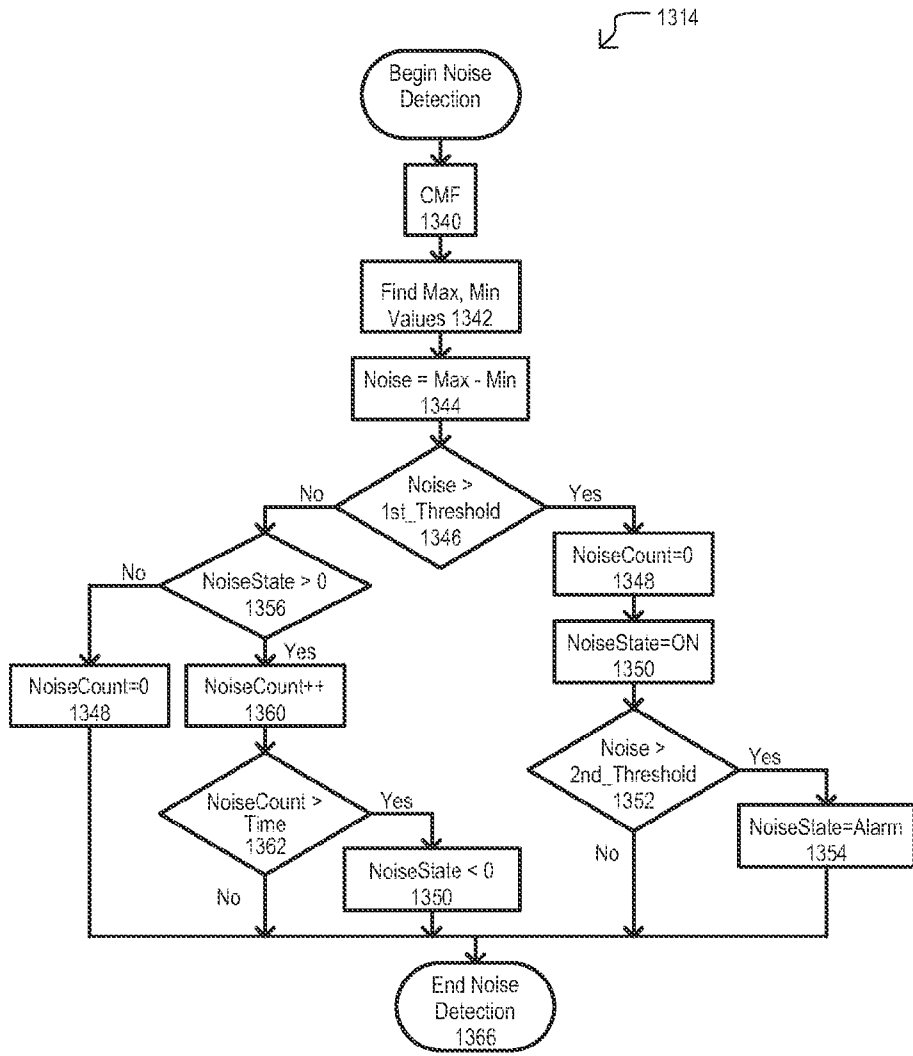 1314
Begin Noise
Detection
CMF
1340
Find Max, Min
Values 1342
Noise = Max - Min
1344
Noise >
1st_Threshold
1346
No
Yes
NoiseState > 0
1356
No
Yes
NoiseCount=0
1348
NoiseState=ON
1350
NoiseCount=0
1348
NoiseCount++
1360
Noise >
2nd_Threshold
1352
Yes
No
NoiseCount >
Time
1362
Yes
No
NoiseState=Alarm
1354
NoiseState < 0
1350
End Noise
Detection
1366